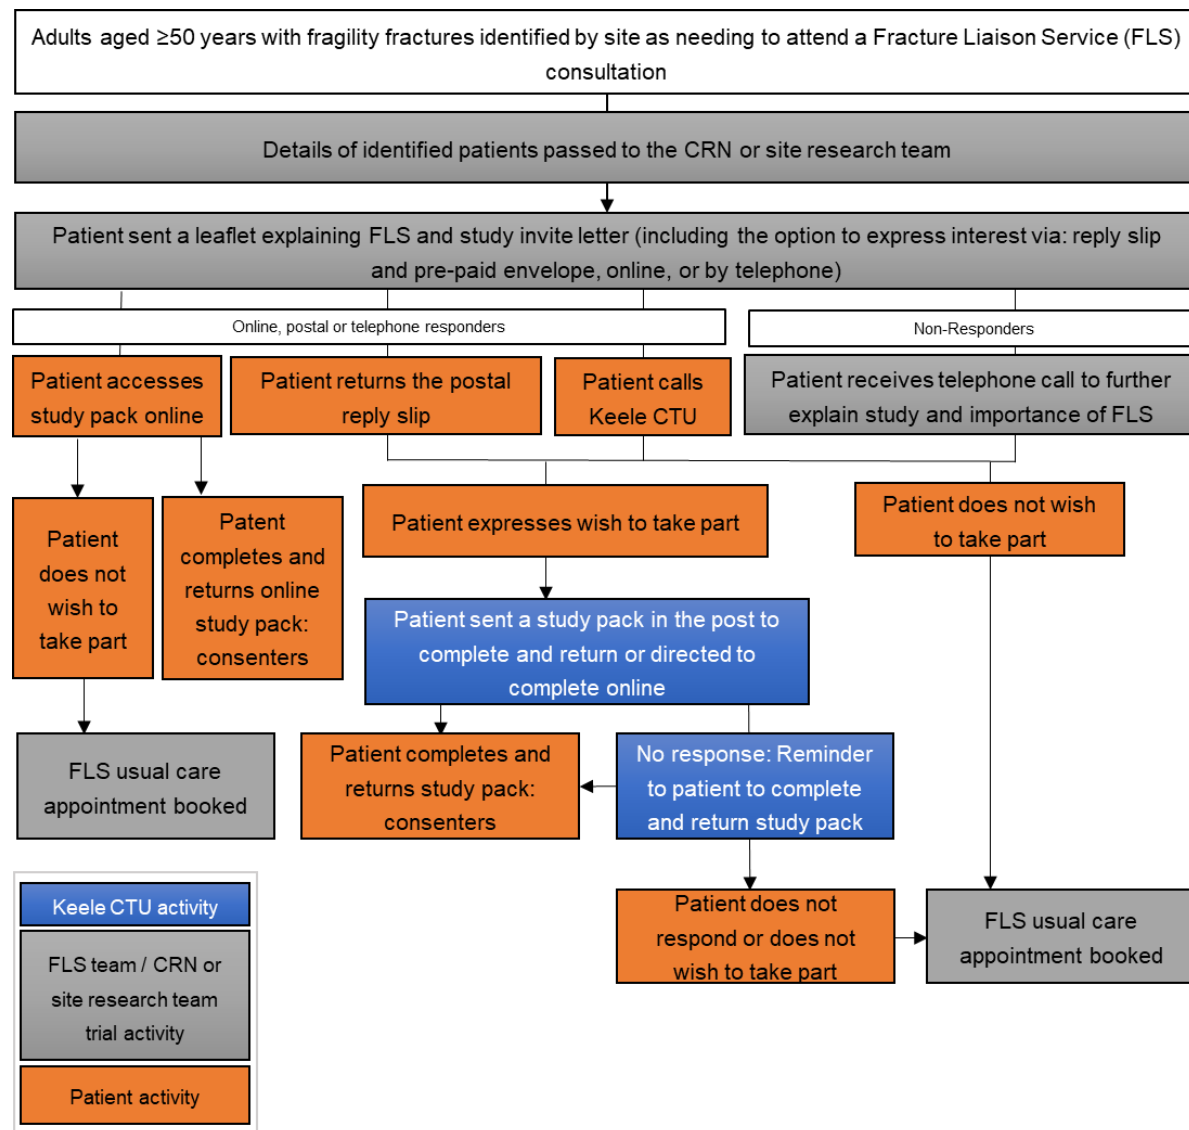 Adults aged ≥50 years with fragility fractures identified by site as needing to attend a Fracture Liaison Service (FLS)
consultation
Details of identified patients passed to the CRN or site research team
Patient sent a leaflet explaining FLS and study invite letter (including the option to express interest via: reply slip
and pre-paid envelope, online, or by telephone)
Online, postal or telephone responders
Non-Responders
Patient accesses
study pack online
Patient returns the postal
reply slip
Patient calls
Keele CTU
Patient receives telephone call to further
explain study and importance of FLS
Patient
does not
wish to
take part
Patent
completes and
returns online
study pack:
consenters
Patient expresses wish to take part
Patient does not wish
to take part
Patient sent a study pack in the post to
complete and return or directed to
complete online
FLS usual care
appointment booked
Patient completes and
returns study pack:
consenters
No response: Reminder
to patient to complete
and return study pack
Patient does not
respond or does not
wish to take part
FLS usual care
appointment booked
Keele CTU activity
FLS team / CRN or
site research team
trial activity
Patient activity